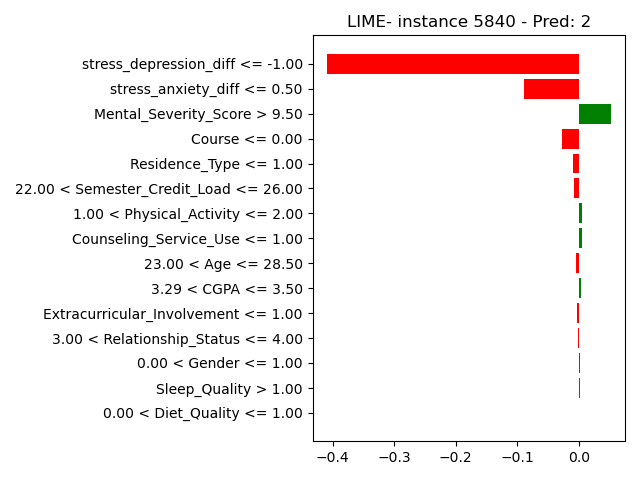 LIME- instance 5840 - Pred: 2
stress_depression_diff <= -1.00
stress_anxiety_diff <= 0.50
Mental_Severity_Score > 9.50
Course <= 0.00
Residence_Type <= 1.00
22.00 < Semester_Credit_Load <= 26.00
1.00 < Physical_Activity <= 2.00
Counseling_Service_Use <= 1.00
23.00 < Age <= 28.50
3.29 < CGPA <= 3.50
Extracurricular_Involvement <= 1.00
3.00 < Relationship_Status <= 4.00
0.00 < Gender <= 1.00
Sleep_Quality > 1.00
0.00 < Diet_Quality <= 1.00
−0.4 −0.3 −0.2 −0.1 0.0